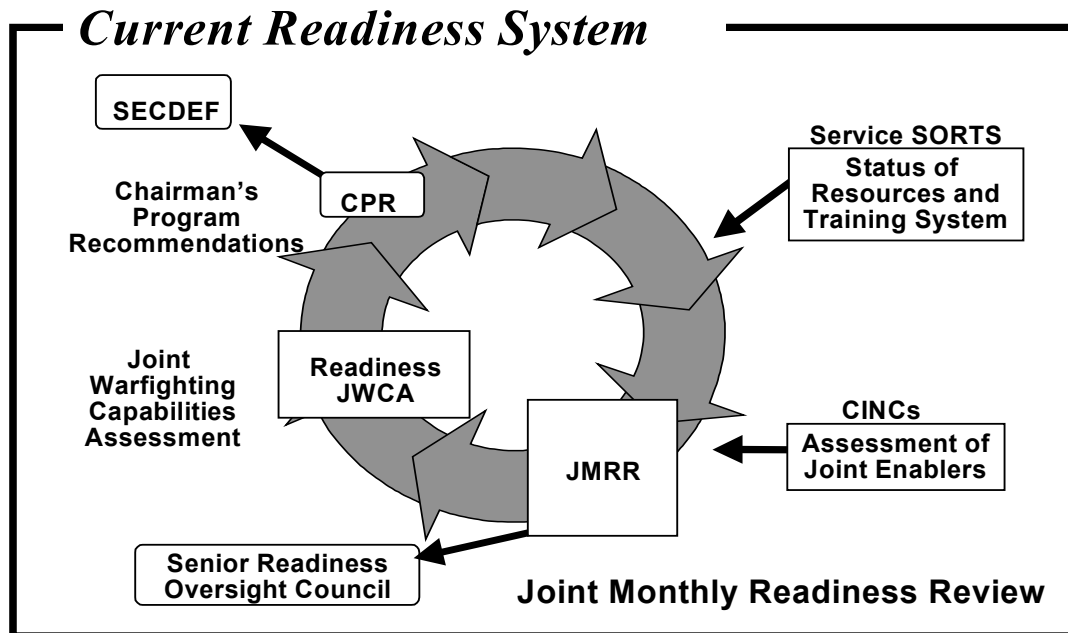 Current Readiness System
SECDEF
Service SORTS
Status of
Resources and
Training System
Chairman’s
Program
Recommendations
CPR
Joint
Warfighting
Capabilities
Assessment
Readiness
JWCA
CINCs
Assessment of
Joint Enablers
JMRR
Senior Readiness
Oversight Council
Joint Monthly Readiness Review